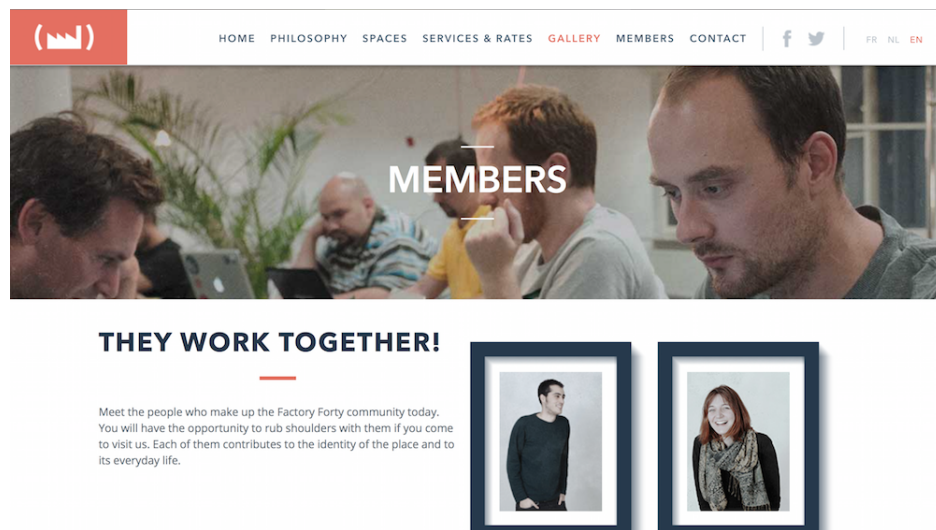 HOME PHILOSOPHY SPACES SERVICES & RATES GALLERY MEMBERS CONTACT FR NL EN
MEMBERS
THEY WORK TOGETHER!
Meet the people who make up the Factory Forty community today.
You will have the opportunity to rub shoulders with them if you come
to visit us. Each of them contributes to the identity of the place and to
its everyday life.